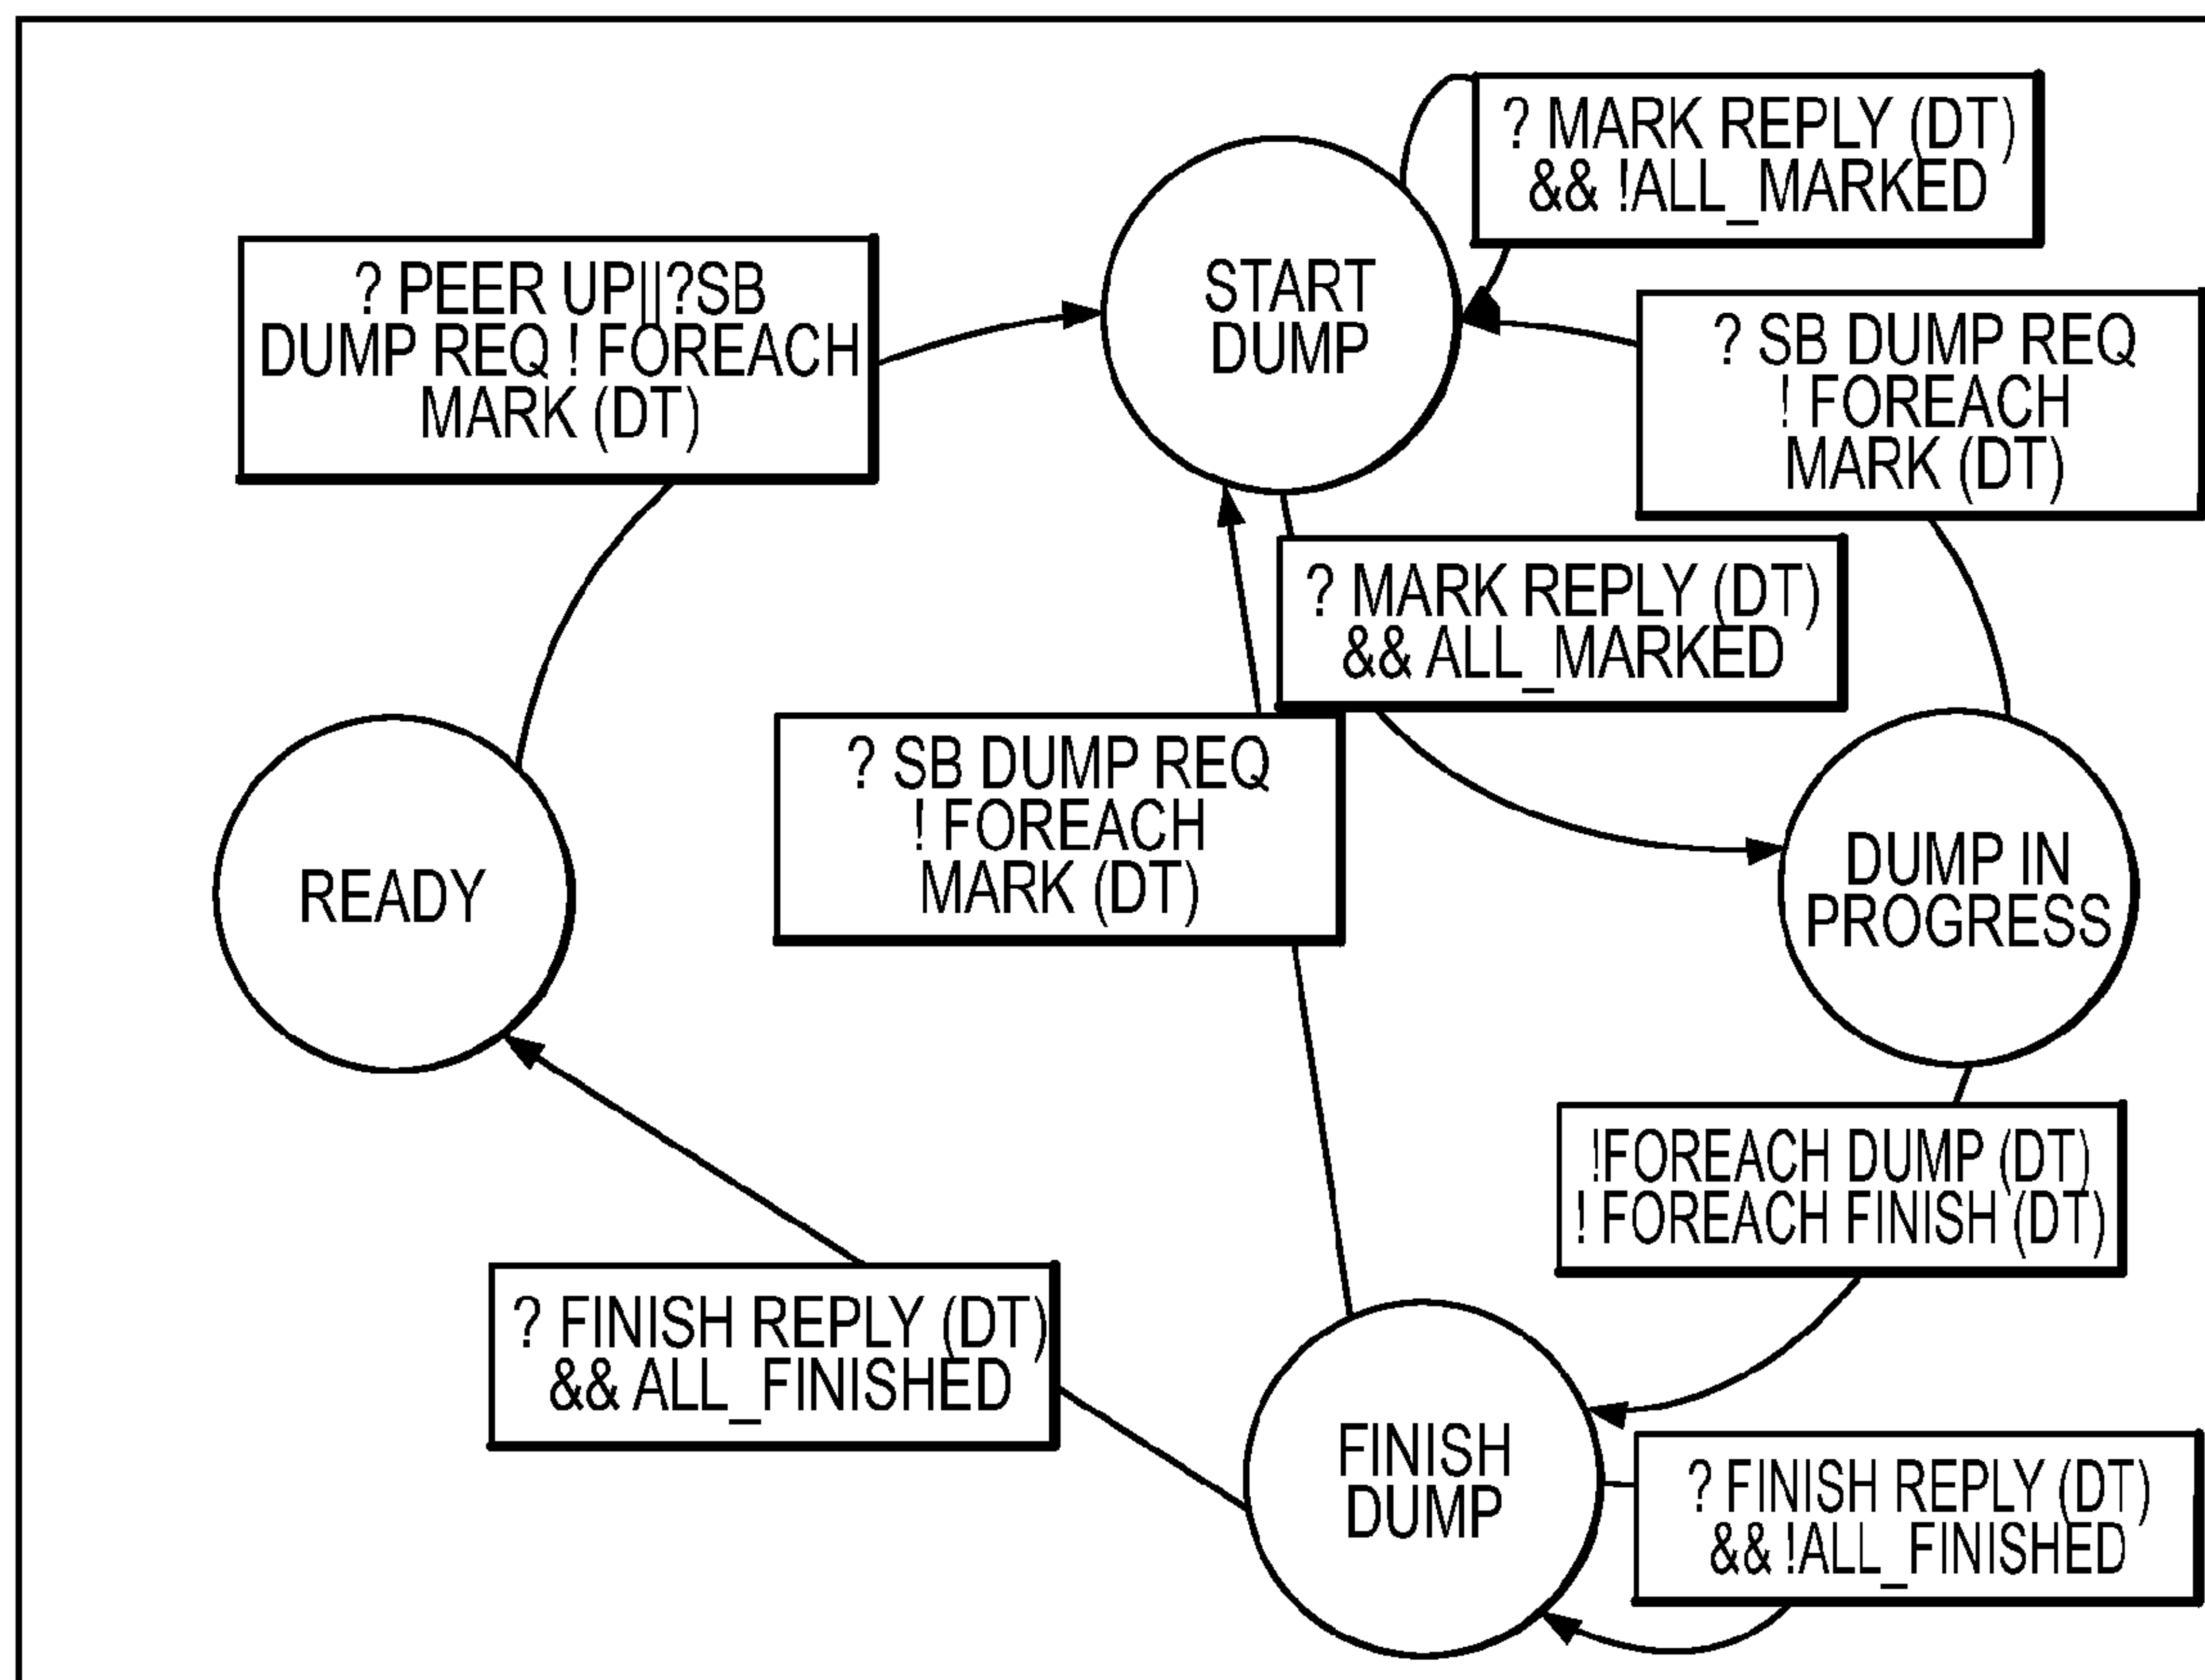 ? MARK REPLY (DT)
&& !ALL_MARKED
? PEER UP||?SB
DUMP REQ ! FOREACH
MARK (DT)
START
DUMP
? SB DUMP REQ
! FOREACH
MARK (DT)
? MARK REPLY (DT)
&& ALL_MARKED
? SB DUMP REQ
! FOREACH
MARK (DT)
READY
DUMP IN
PROGRESS
!FOREACH DUMP (DT)
! FOREACH FINISH (DT)
? FINISH REPLY (DT)
&& ALL_FINISHED
FINISH
DUMP
? FINISH REPLY (DT)
&& !ALL_FINISHED